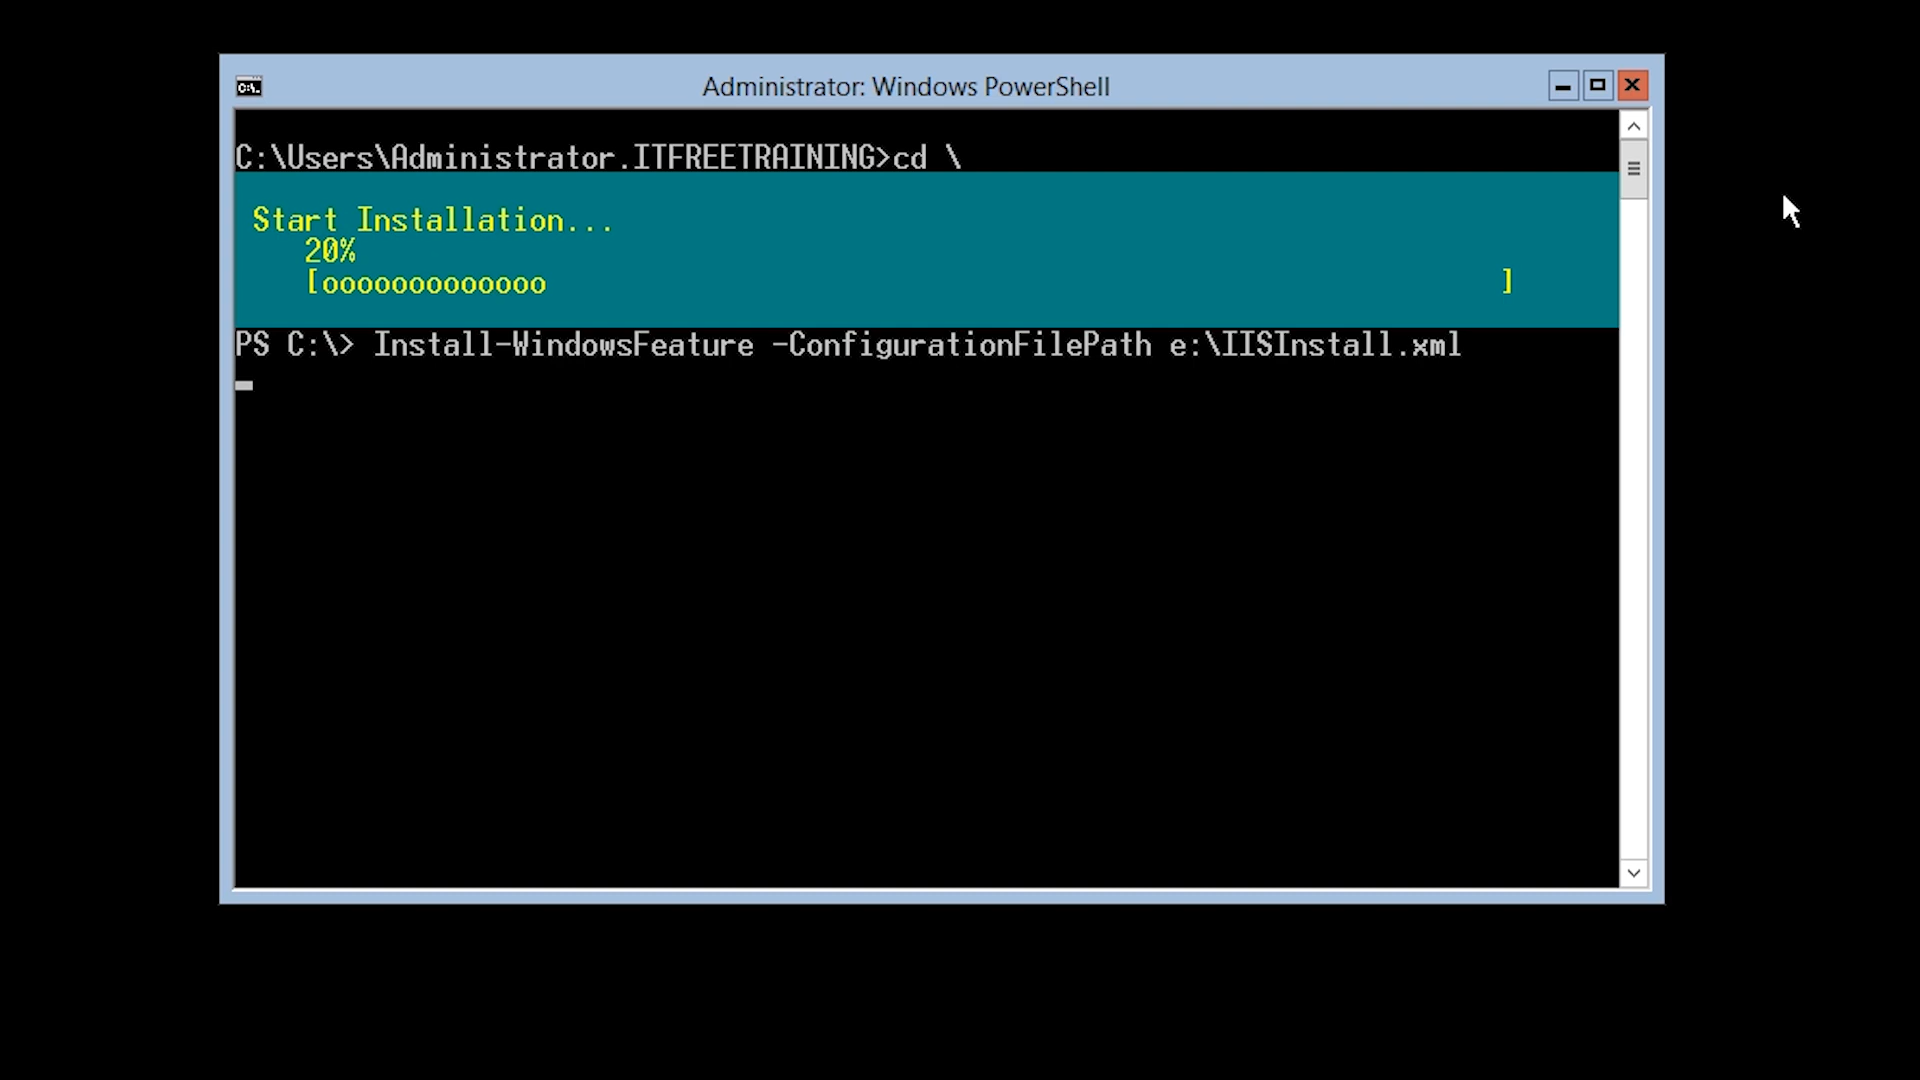 Administrator: Windows PowerShell
C:\Users\Administrator.ITFREETRAINING>cd \
Start Installation...
20%
[ooooooooooooo ]
PS C:\> Install-WindowsFeature -ConfigurationFilePath e:\IISInstall.xml